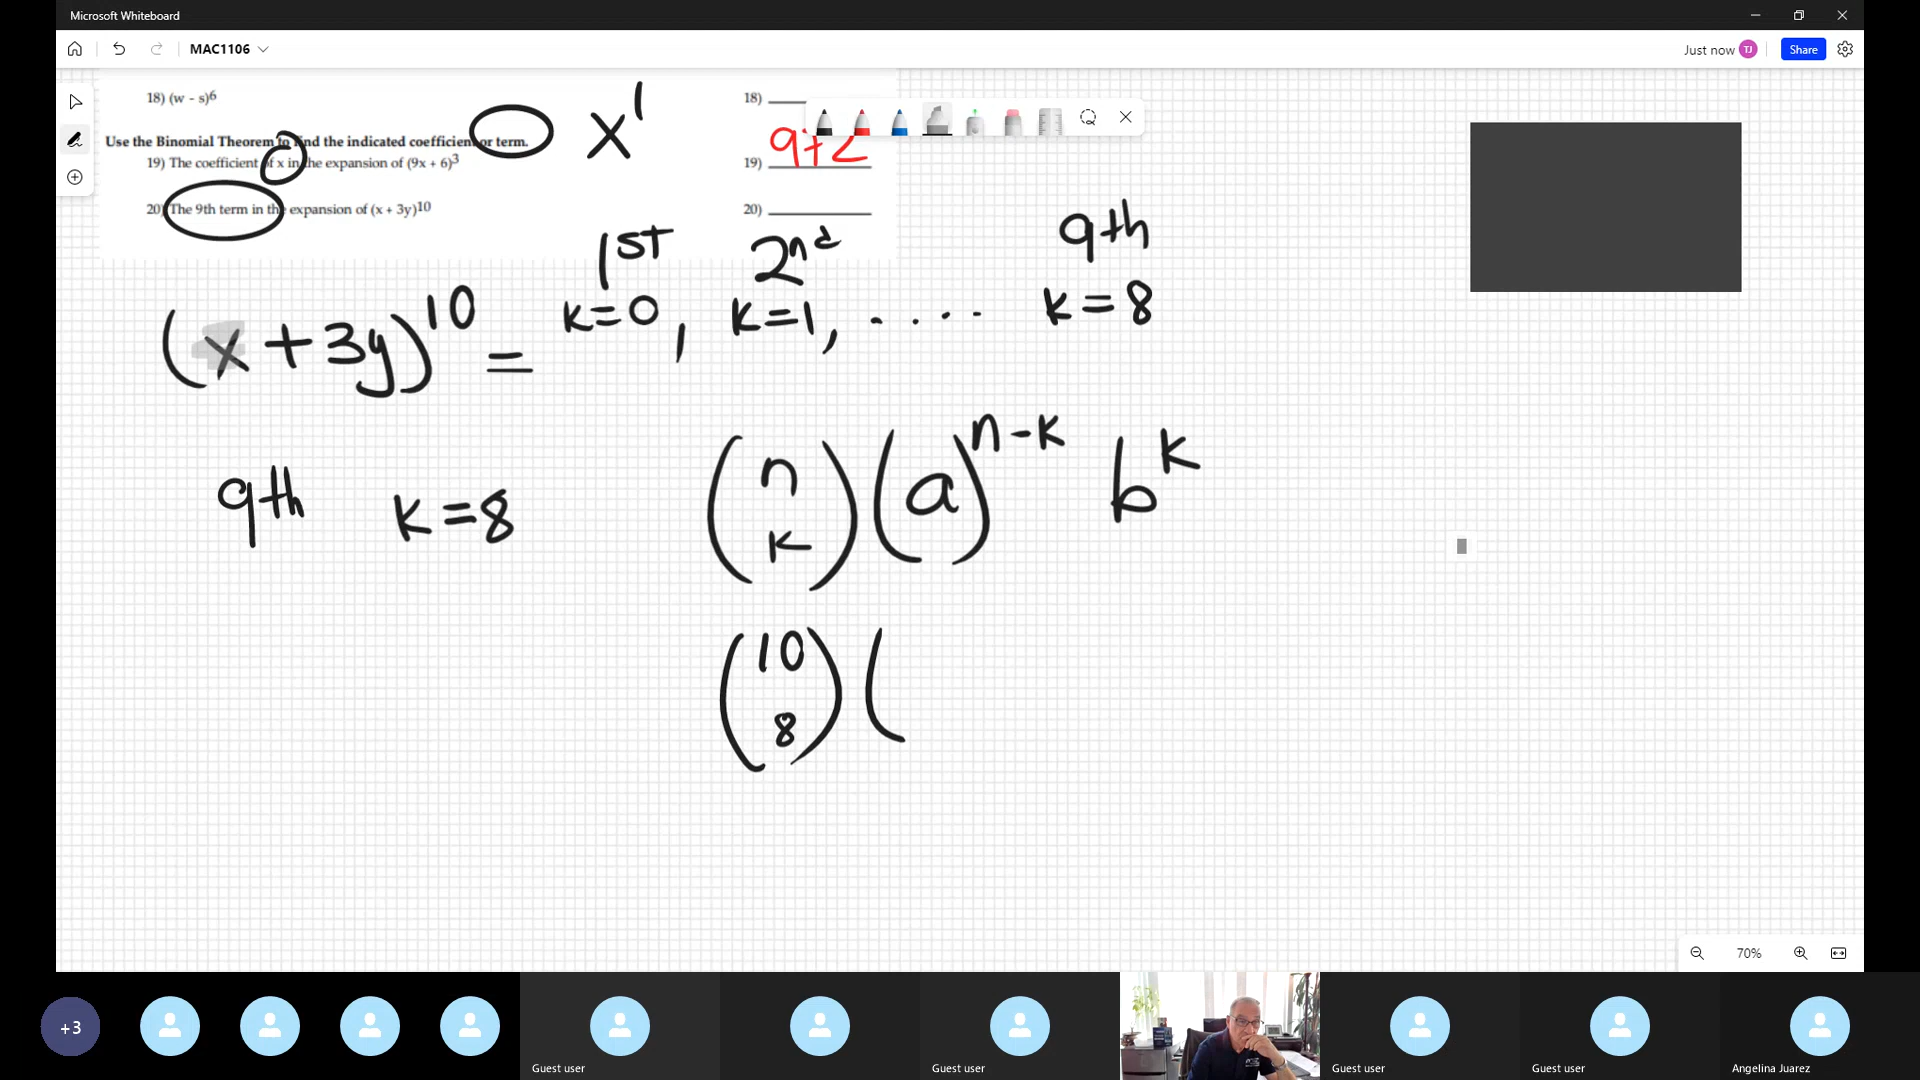 Microsoft Whiteboard
MAC1106
Just now TJ Share
18) (w - s)6
18)
x1
Use the Binomial Theorem to find the indicated coefficient or term.
19) The coefficient of x in the expansion of (9x + 6)3
19) 972
20) The 9th term in the expansion of (x + 3y)10
20)
1st 2nd 9th
k=0, k=1, .... k=8
(x+3y)10 =
(n k)(a)n-k bk
9th k=8
(10 8)(
70%
+3
Guest user
Guest user
Guest user
Guest user
Angelina Juarez